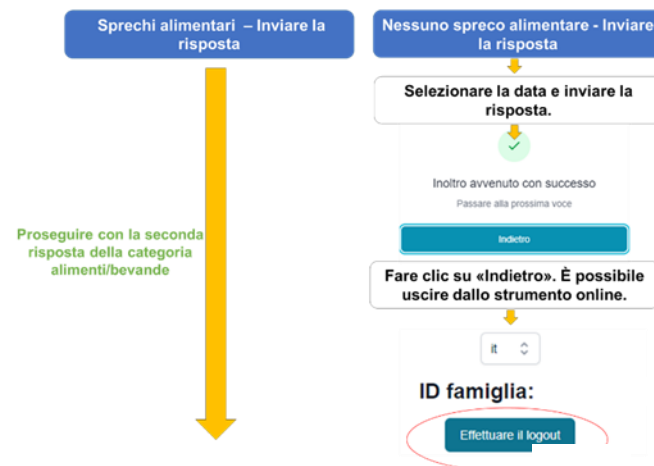 Sprechi alimentari – Inviare la
risposta
Nessuno spreco alimentare - Inviare
la risposta
Selezionare la data e inviare la
risposta.
Inoltro avvenuto con successo
Passare alla prossima voce
Indietro
Proseguire con la seconda
risposta della categoria
alimenti/bevande
Fare clic su «Indietro». È possibile
uscire dallo strumento online.
it
ID famiglia:
Effettuare il logout